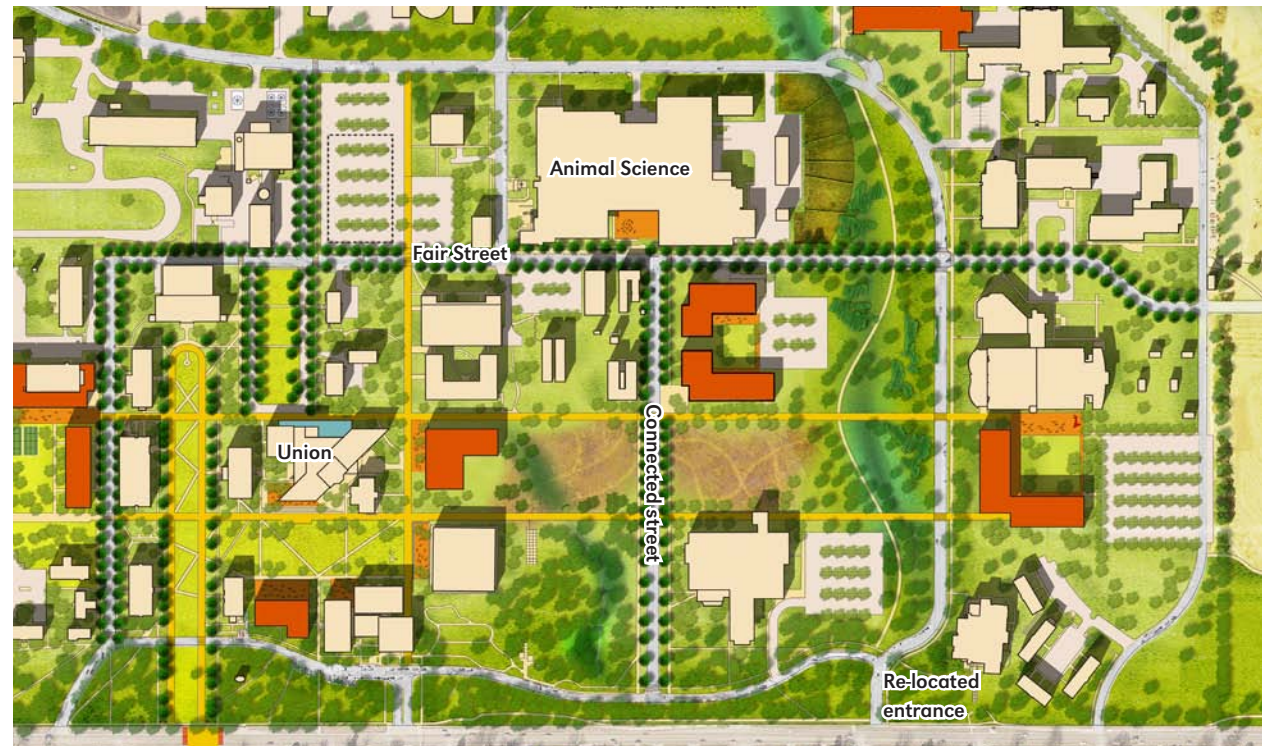 Animal Science
Fair Street
Connected street
Union
Re-located
entrance